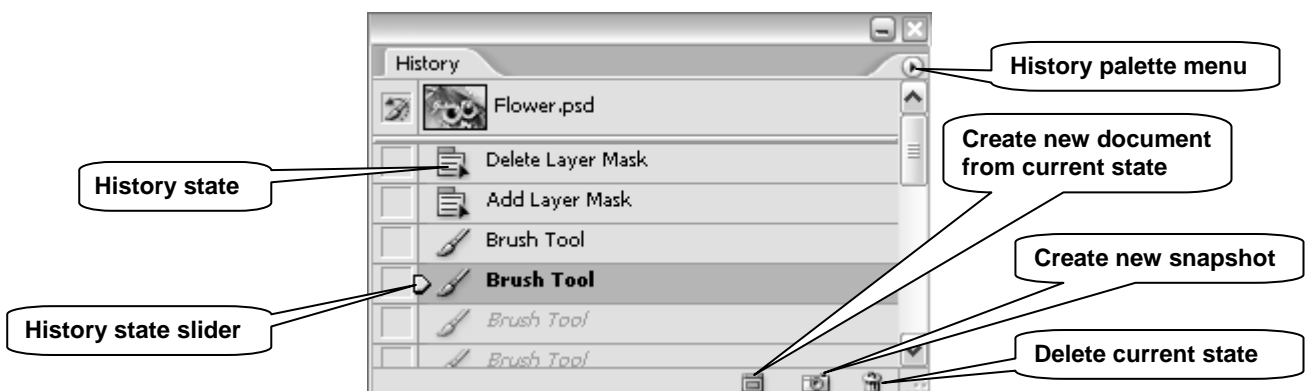 History
History palette menu
Flower.psd
Create new document
from current state
Delete Layer Mask
History state
Add Layer Mask
Brush Tool
Create new snapshot
Brush Tool
History state slider
Brush Tool
Delete current state
Brush Tool